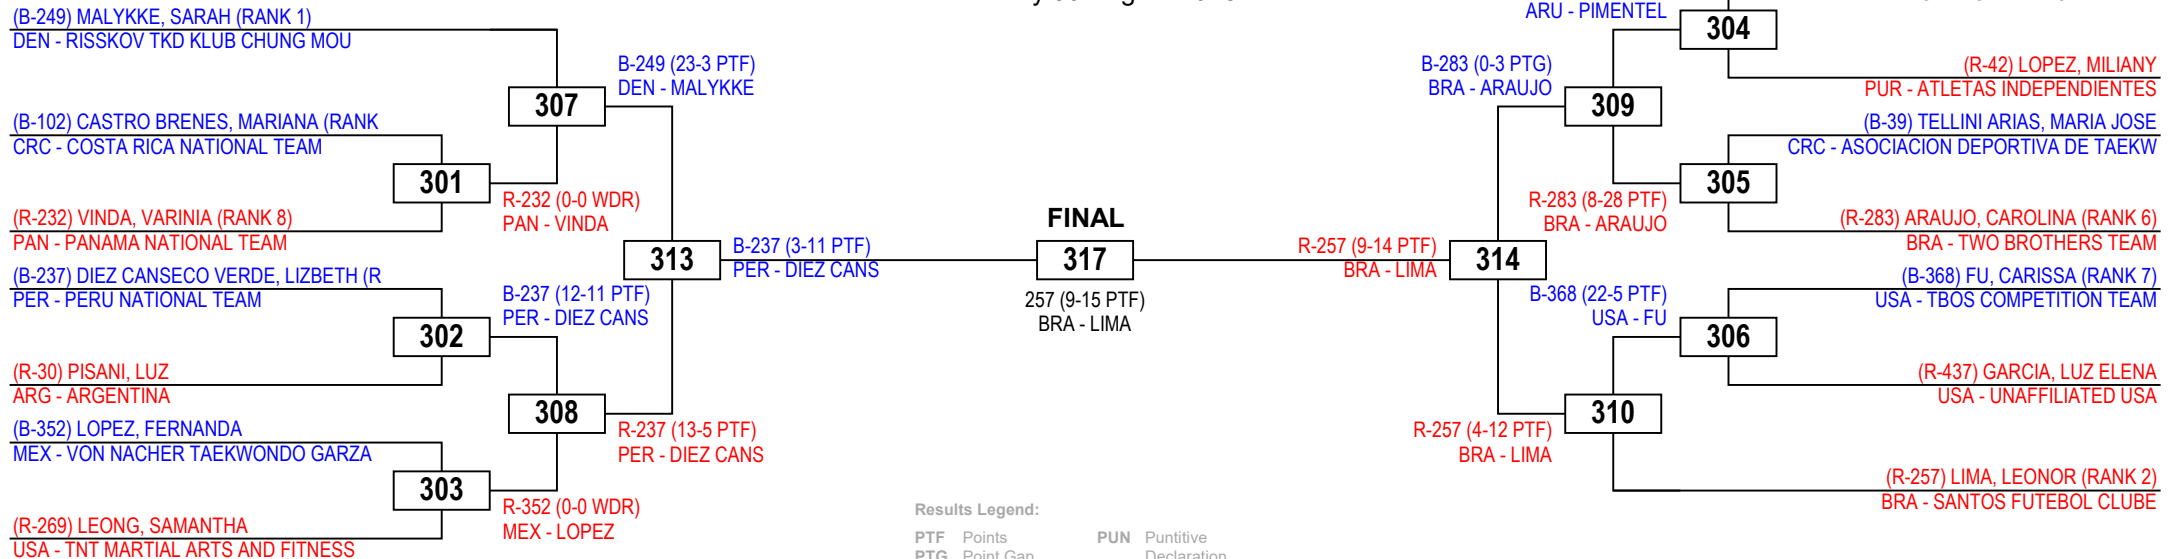 (B-249) MALYKKE, SARAH (RANK 1)
DEN - RISSKOV TKD KLUB CHUNG MOU
B-249 (23-3 PTF)
DEN - MALYKKE
307
(B-102) CASTRO BRENES, MARIANA (RANK
CRC - COSTA RICA NATIONAL TEAM
301
R-232 (0-0 WDR)
PAN - VINDA
(R-232) VINDA, VARINIA (RANK 8)
PAN - PANAMA NATIONAL TEAM
313
B-237 (3-11 PTF)
PER - DIEZ CANS
(B-237) DIEZ CANSECO VERDE, LIZBETH (R
PER - PERU NATIONAL TEAM
B-237 (12-11 PTF)
PER - DIEZ CANS
302
(R-30) PISANI, LUZ
ARG - ARGENTINA
308
R-237 (13-5 PTF)
PER - DIEZ CANS
(B-352) LOPEZ, FERNANDA
MEX - VON NACHER TAEKWONDO GARZA
303
R-352 (0-0 WDR)
MEX - LOPEZ
(R-269) LEONG, SAMANTHA
USA - TNT MARTIAL ARTS AND FITNESS
FINAL
317
257 (9-15 PTF)
BRA - LIMA
ARU - PIMENTEL
304
B-283 (0-3 PTG)
BRA - ARAUJO
(R-42) LOPEZ, MILIANY
PUR - ATLETAS INDEPENDIENTES
309
(B-39) TELLINI ARIAS, MARIA JOSE
CRC - ASOCIACION DEPORTIVA DE TAEKW
305
R-283 (8-28 PTF)
BRA - ARAUJO
(R-283) ARAUJO, CAROLINA (RANK 6)
BRA - TWO BROTHERS TEAM
R-257 (9-14 PTF)
BRA - LIMA
314
(B-368) FU, CARISSA (RANK 7)
USA - TBOS COMPETITION TEAM
B-368 (22-5 PTF)
USA - FU
306
(R-437) GARCIA, LUZ ELENA
USA - UNAFFILIATED USA
310
R-257 (4-12 PTF)
BRA - LIMA
(R-257) LIMA, LEONOR (RANK 2)
BRA - SANTOS FUTEBOL CLUBE
Results Legend:
PTF Points PUN Puntitive
PTG Point Gap Declaration